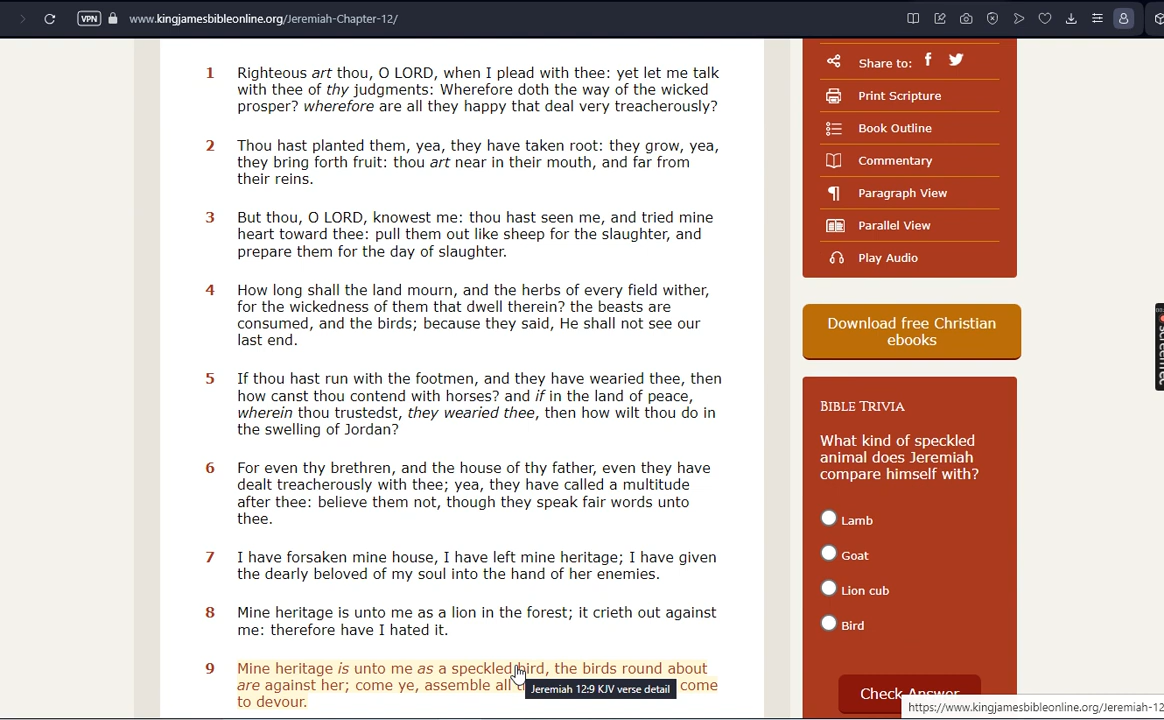 VPN www.kingjamesbibleonline.org/Jeremiah-Chapter-12/
1 Righteous art thou, O LORD, when I plead with thee: yet let me talk
with thee of thy judgments: Wherefore doth the way of the wicked
prosper? wherefore are all they happy that deal very treacherously?
2 Thou hast planted them, yea, they have taken root: they grow, yea,
they bring forth fruit: thou art near in their mouth, and far from
their reins.
3 But thou, O LORD, knowest me: thou hast seen me, and tried mine
heart toward thee: pull them out like sheep for the slaughter, and
prepare them for the day of slaughter.
4 How long shall the land mourn, and the herbs of every field wither,
for the wickedness of them that dwell therein? the beasts are
consumed, and the birds; because they said, He shall not see our
last end.
5 If thou hast run with the footmen, and they have wearied thee, then
how canst thou contend with horses? and if in the land of peace,
wherein thou trustedst, they wearied thee, then how wilt thou do in
the swelling of Jordan?
6 For even thy brethren, and the house of thy father, even they have
dealt treacherously with thee; yea, they have called a multitude
after thee: believe them not, though they speak fair words unto
thee.
7 I have forsaken mine house, I have left mine heritage; I have given
the dearly beloved of my soul into the hand of her enemies.
8 Mine heritage is unto me as a lion in the forest; it crieth out against
me: therefore have I hated it.
9 Mine heritage is unto me as a speckled bird, the birds round about
are against her; come ye, assemble all come
to devour.
Jeremiah 12:9 KJV verse detail
Share to:
Print Scripture
Book Outline
Commentary
Paragraph View
Parallel View
Play Audio
Download free Christian
ebooks
BIBLE TRIVIA
What kind of speckled
animal does Jeremiah
compare himself with?
Lamb
Goat
Lion cub
Bird
Check Answer
https://www.kingjamesbibleonline.org/Jeremiah-12